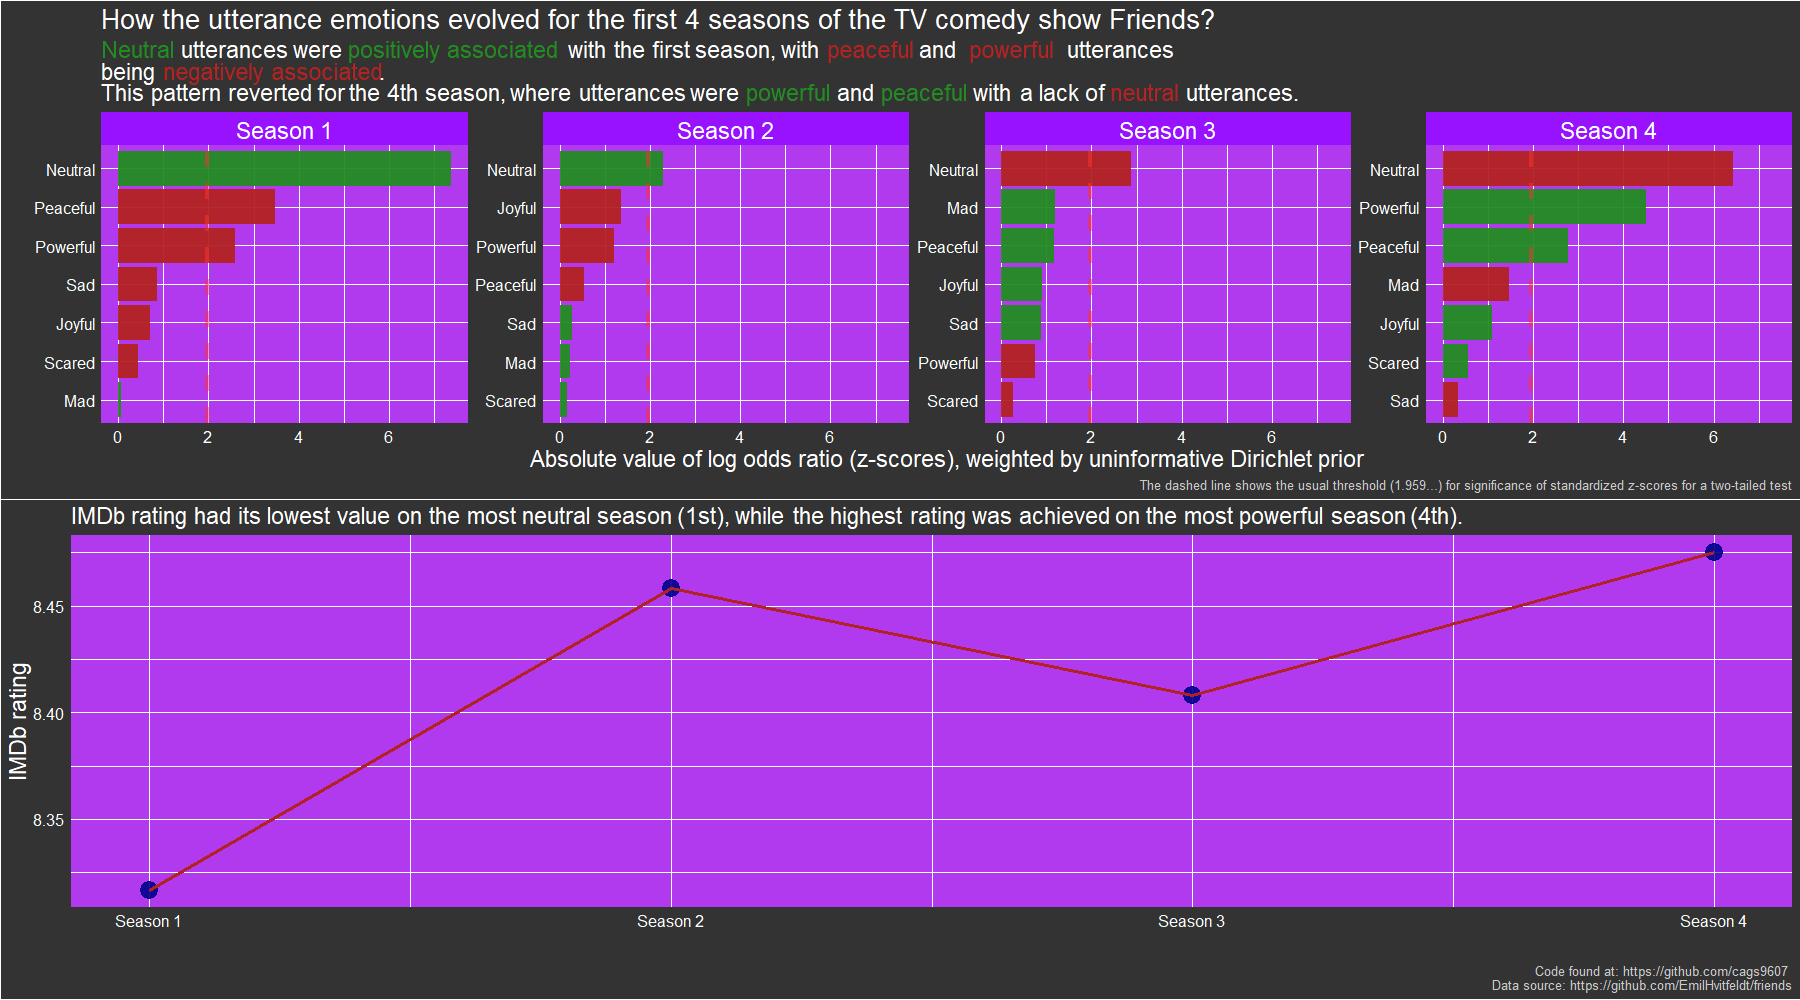 How the utterance emotions evolved for the first 4 seasons of the TV comedy show Friends?
Neutral utterances were positively associated with the first season, with peaceful and powerful utterances
being negatively associated.
This pattern reverted for the 4th season, where utterances were powerful and peaceful with a lack of neutral utterances.
Season 1
Neutral
Peaceful
Powerful
Sad
Joyful
Scared
Mad
0 2 4 6
Season 2
Neutral
Joyful
Powerful
Peaceful
Sad
Mad
Scared
0 2 4 6
Season 3
Neutral
Mad
Peaceful
Joyful
Sad
Powerful
Scared
0 2 4 6
Season 4
Neutral
Powerful
Peaceful
Mad
Joyful
Scared
Sad
0 2 4 6
Absolute value of log odds ratio (z-scores), weighted by uninformative Dirichlet prior
The dashed line shows the usual threshold (1.959...) for significance of standardized z-scores for a two-tailed test
IMDb rating had its lowest value on the most neutral season (1st), while the highest rating was achieved on the most powerful season (4th).
IMDb rating
8.45
8.40
8.35
Season 1 Season 2 Season 3 Season 4
Code found at: https://github.com/cags9607
Data source: https://github.com/EmilHvitfeldt/friends